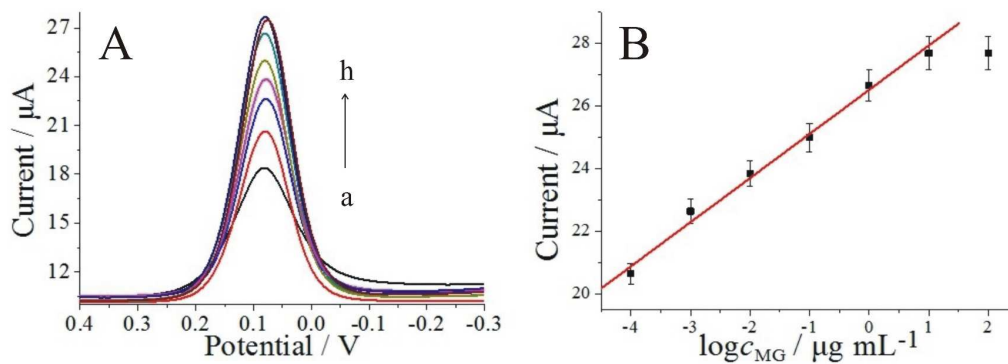 A
27
24
21
18
15
12
Current / µA
h
a
0.4 0.3 0.2 0.1 0.0 -0.1 -0.2 -0.3
Potential / V
B
28
26
24
22
20
Current / µA
-4 -3 -2 -1 0 1 2
logcMG / µg mL-1